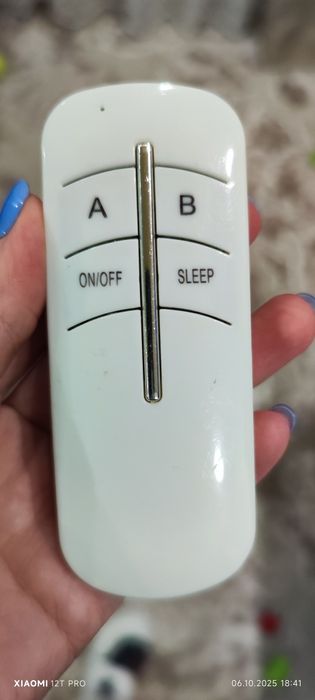 A B
ON/OFF SLEEP
XIAOMI 12T PRO 06.10.2025 18:41